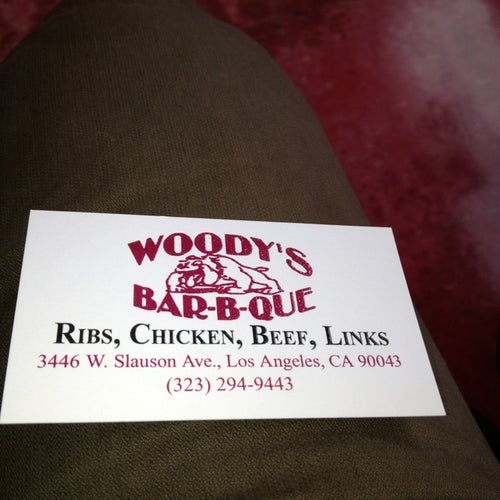 WOODY'S
BAR-B-QUE
RIBS, CHICKEN, BEEF, LINKS
3446 W. Slauson Ave., Los Angeles, CA 90043
(323) 294-9443